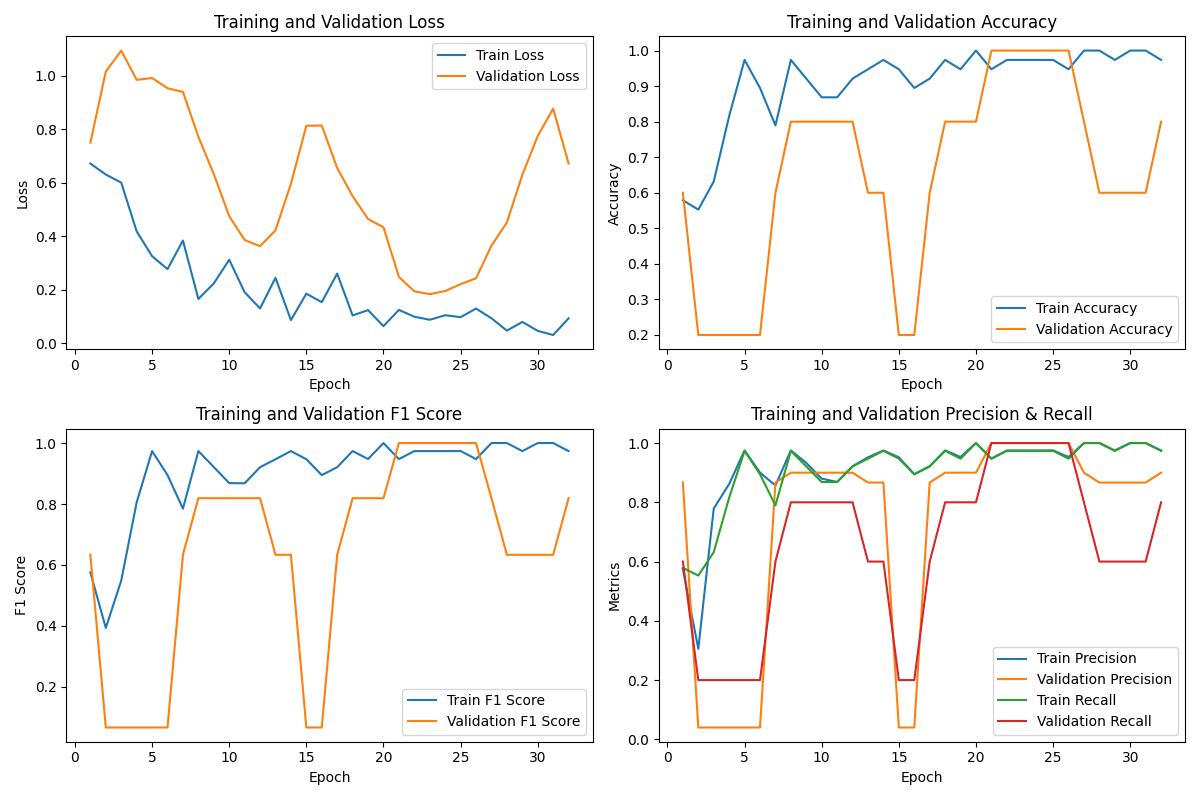 Training and Validation Loss
1.0
0.8
0.6
0.4
0.2
0.0
Loss
Train Loss
Validation Loss
0 5 10 15 20 25 30
Epoch
Training and Validation Accuracy
1.0
0.9
0.8
0.7
0.6
0.5
0.4
0.3
0.2
Accuracy
Train Accuracy
Validation Accuracy
0 5 10 15 20 25 30
Epoch
Training and Validation F1 Score
1.0
0.8
0.6
0.4
0.2
F1 Score
Train F1 Score
Validation F1 Score
0 5 10 15 20 25 30
Epoch
Training and Validation Precision & Recall
1.0
0.8
0.6
0.4
0.2
0.0
Metrics
Train Precision
Validation Precision
Train Recall
Validation Recall
0 5 10 15 20 25 30
Epoch